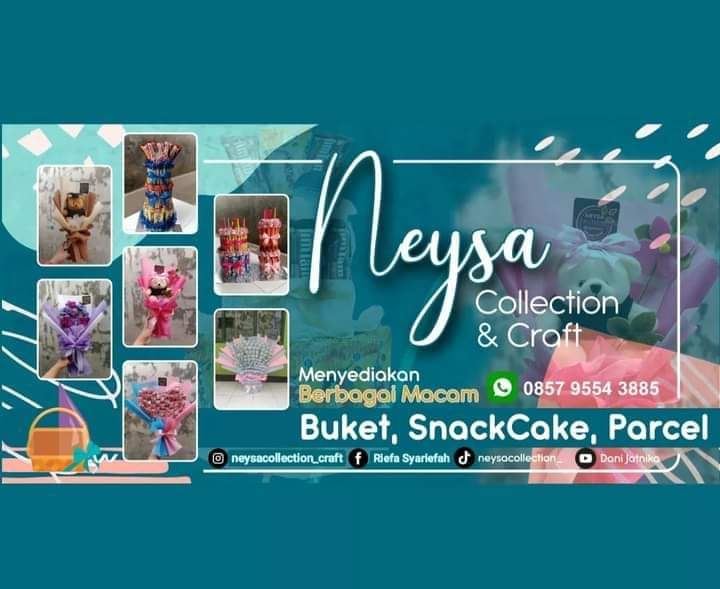 Neysa
Collection
& Craft
Menyediakan
Berbagai Macam
0857 9554 3885
Buket, SnackCake, Parcel
neysacollection_craft Riefa Syariefah neysacollection_ Dani Jatnika